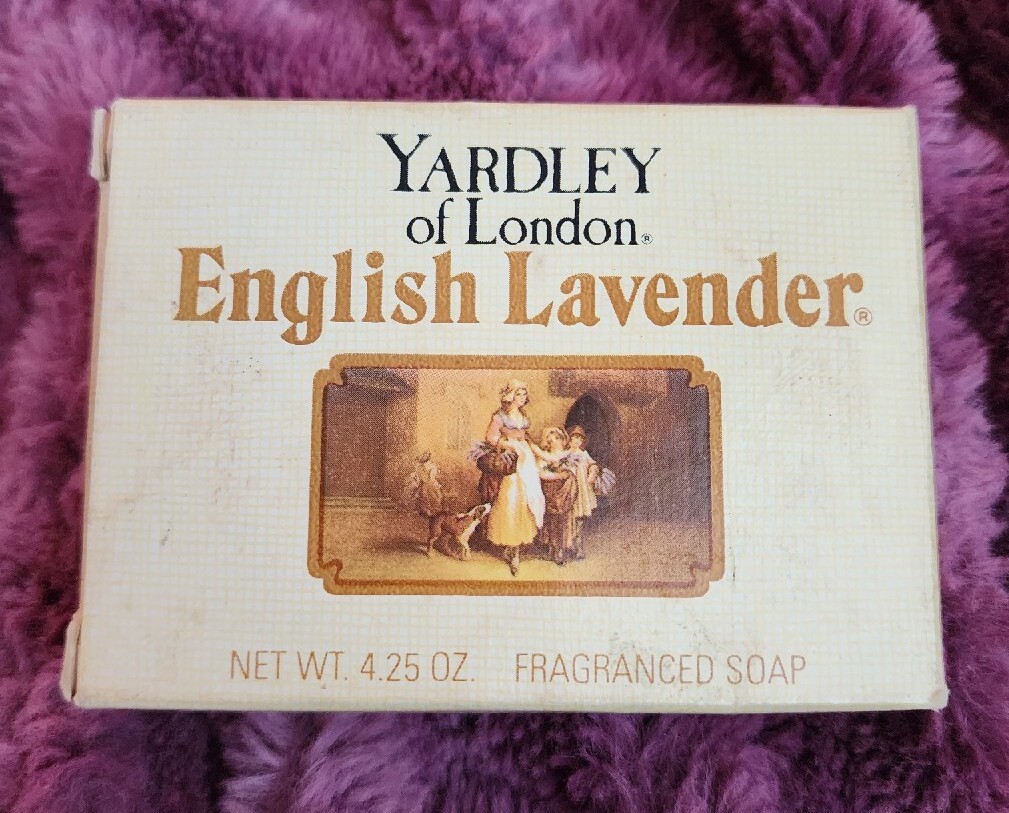 YARDLEY
of London®
English Lavender®
NET WT. 4.25 OZ. FRAGRANCED SOAP